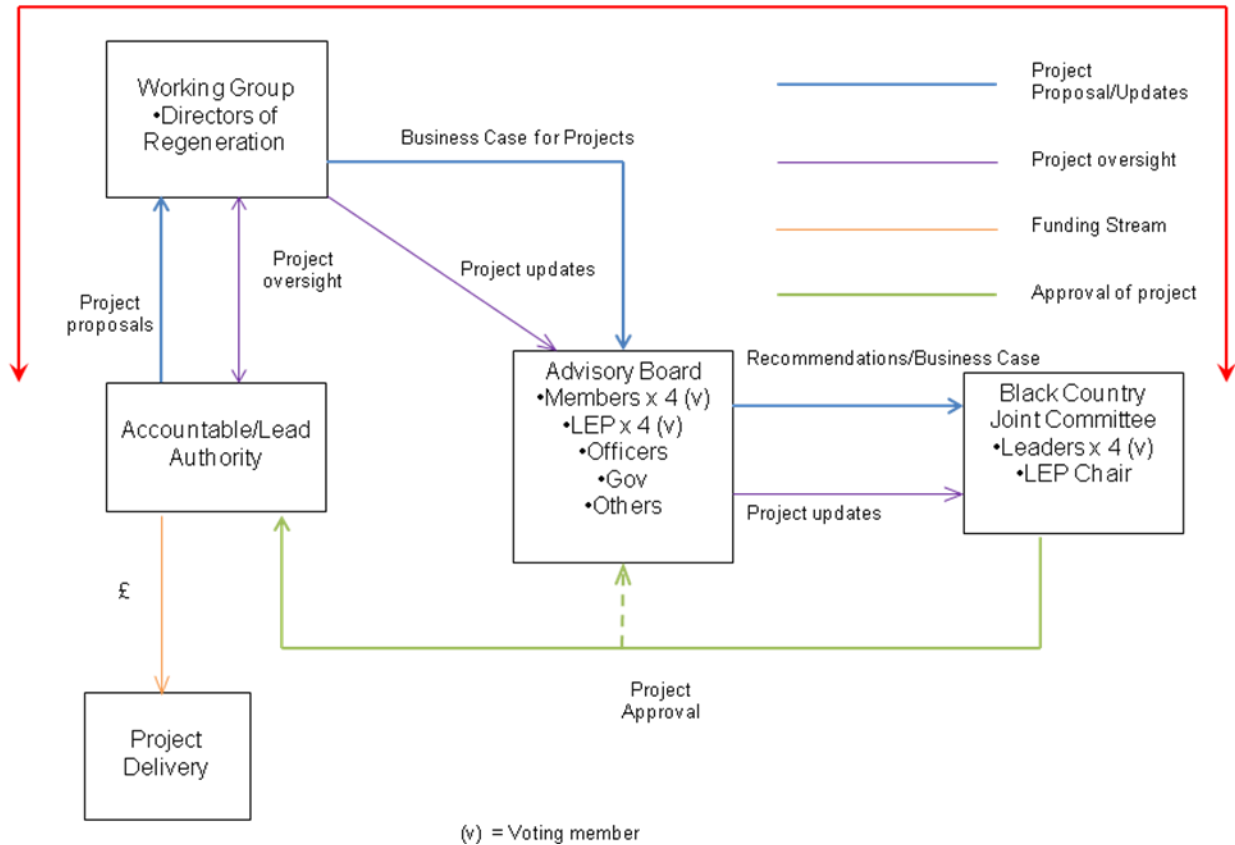 Working Group
•Directors of
Regeneration
Business Case for Projects
Project
Proposal/Updates
Project oversight
Funding Stream
Approval of project
Project
oversight
Project updates
Project
proposals
Accountable/Lead
Authority
Advisory Board
•Members x 4 (v)
•LEP x 4 (v)
•Officers
•Gov
•Others
Recommendations/Business Case
Project updates
Black Country
Joint Committee
•Leaders x 4 (v)
•LEP Chair
£
Project
Approval
Project
Delivery
(v) = Voting member